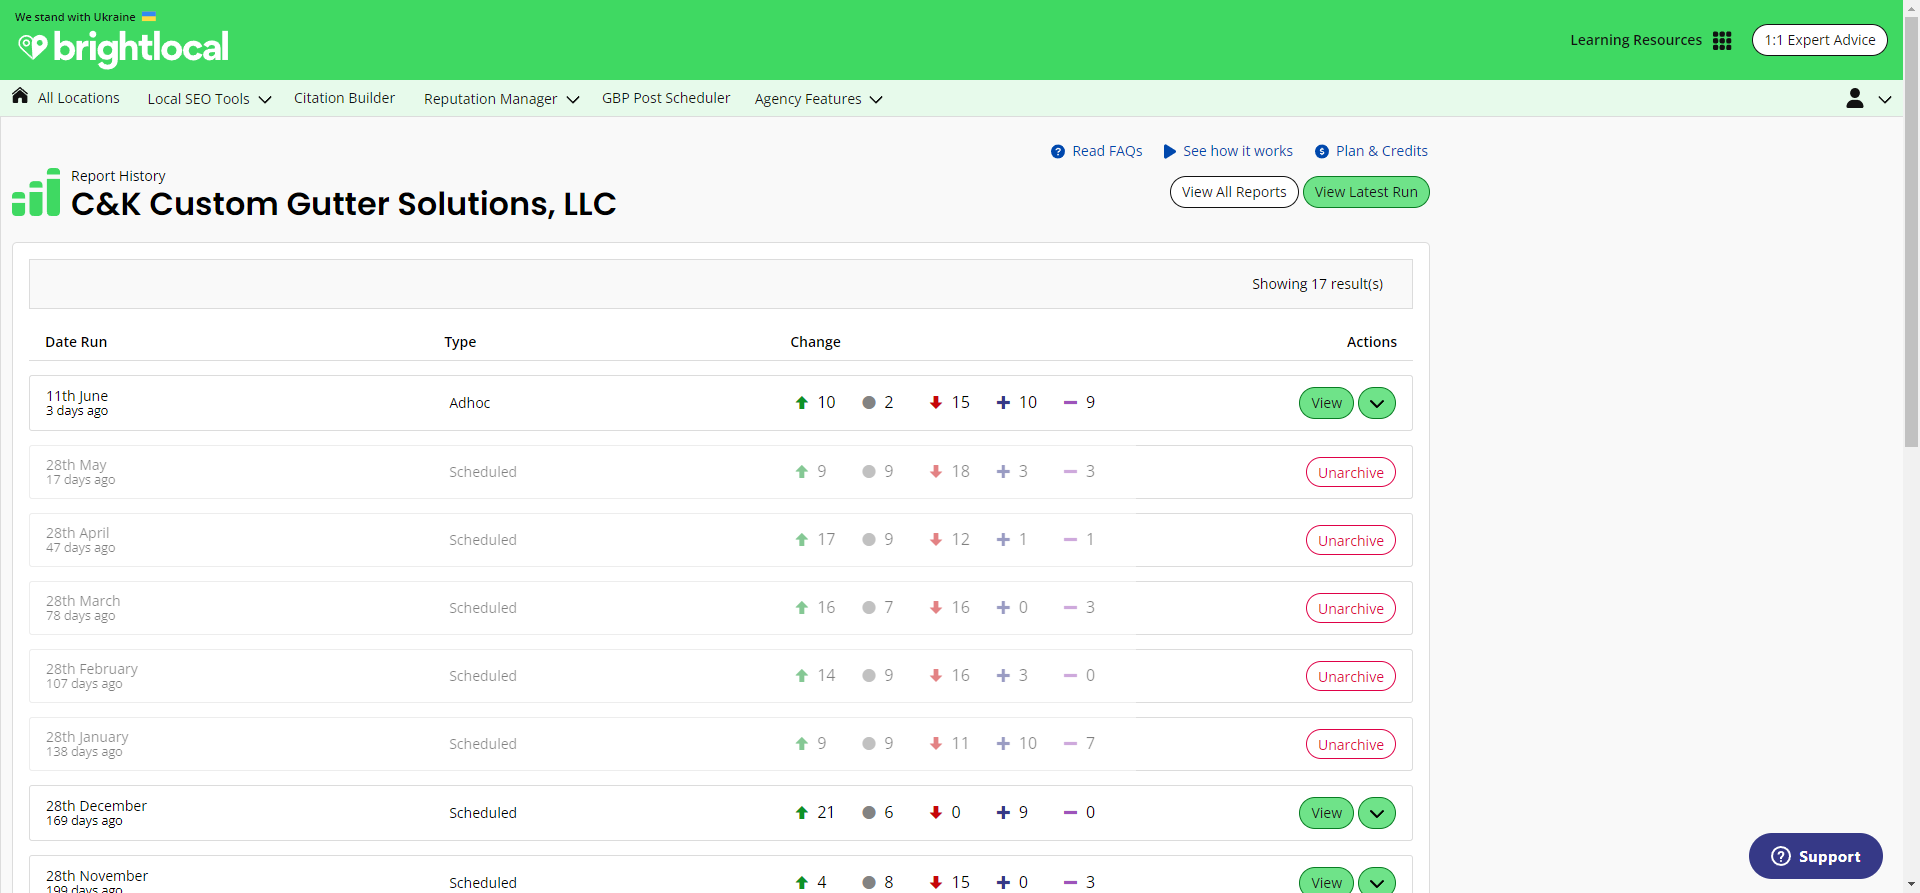 We stand with Ukraine
brightlocal
Learning Resources
1:1 Expert Advice
All Locations Local SEO Tools Citation Builder Reputation Manager GBP Post Scheduler Agency Features
Read FAQs See how it works Plan & Credits
Report History
C&K Custom Gutter Solutions, LLC
View All Reports View Latest Run
Showing 17 result(s)
Date Run Type Change Actions
11th June
3 days ago
Adhoc 10 2 15 10 9 View
28th May
17 days ago
Scheduled 9 9 18 3 3 Unarchive
28th April
47 days ago
Scheduled 17 9 12 1 1 Unarchive
28th March
78 days ago
Scheduled 16 7 16 0 3 Unarchive
28th February
107 days ago
Scheduled 14 9 16 3 0 Unarchive
28th January
138 days ago
Scheduled 9 9 11 10 7 Unarchive
28th December
169 days ago
Scheduled 21 6 0 9 0 View
28th November
199 days ago
Scheduled 4 8 15 0 3 View
Support